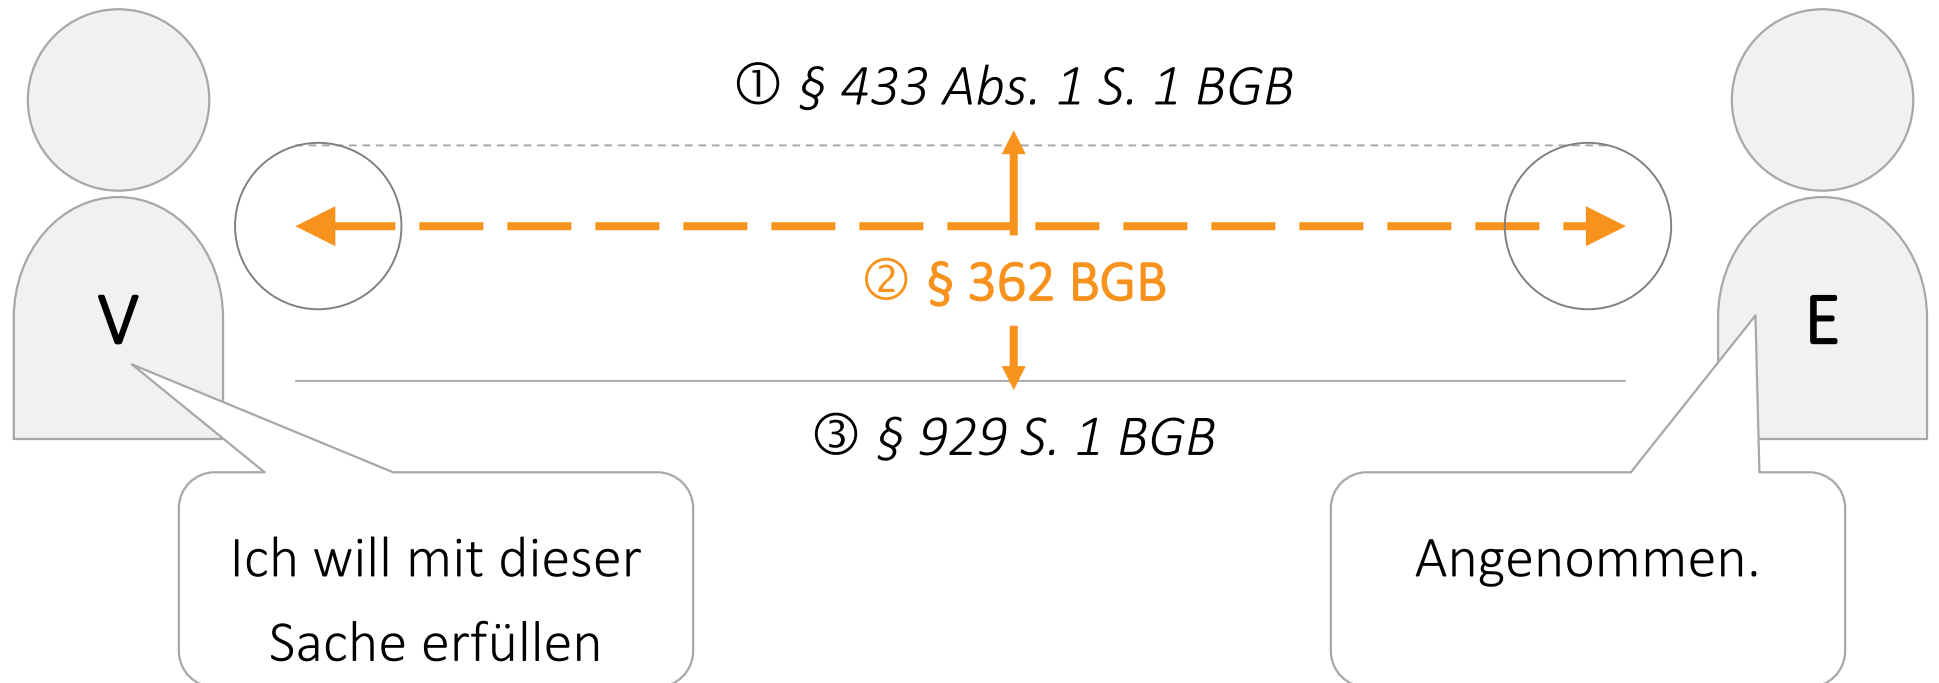 ① § 433 Abs. 1 S. 1 BGB
② § 362 BGB
V
E
③ § 929 S. 1 BGB
Ich will mit dieser
Sache erfüllen
Angenommen.